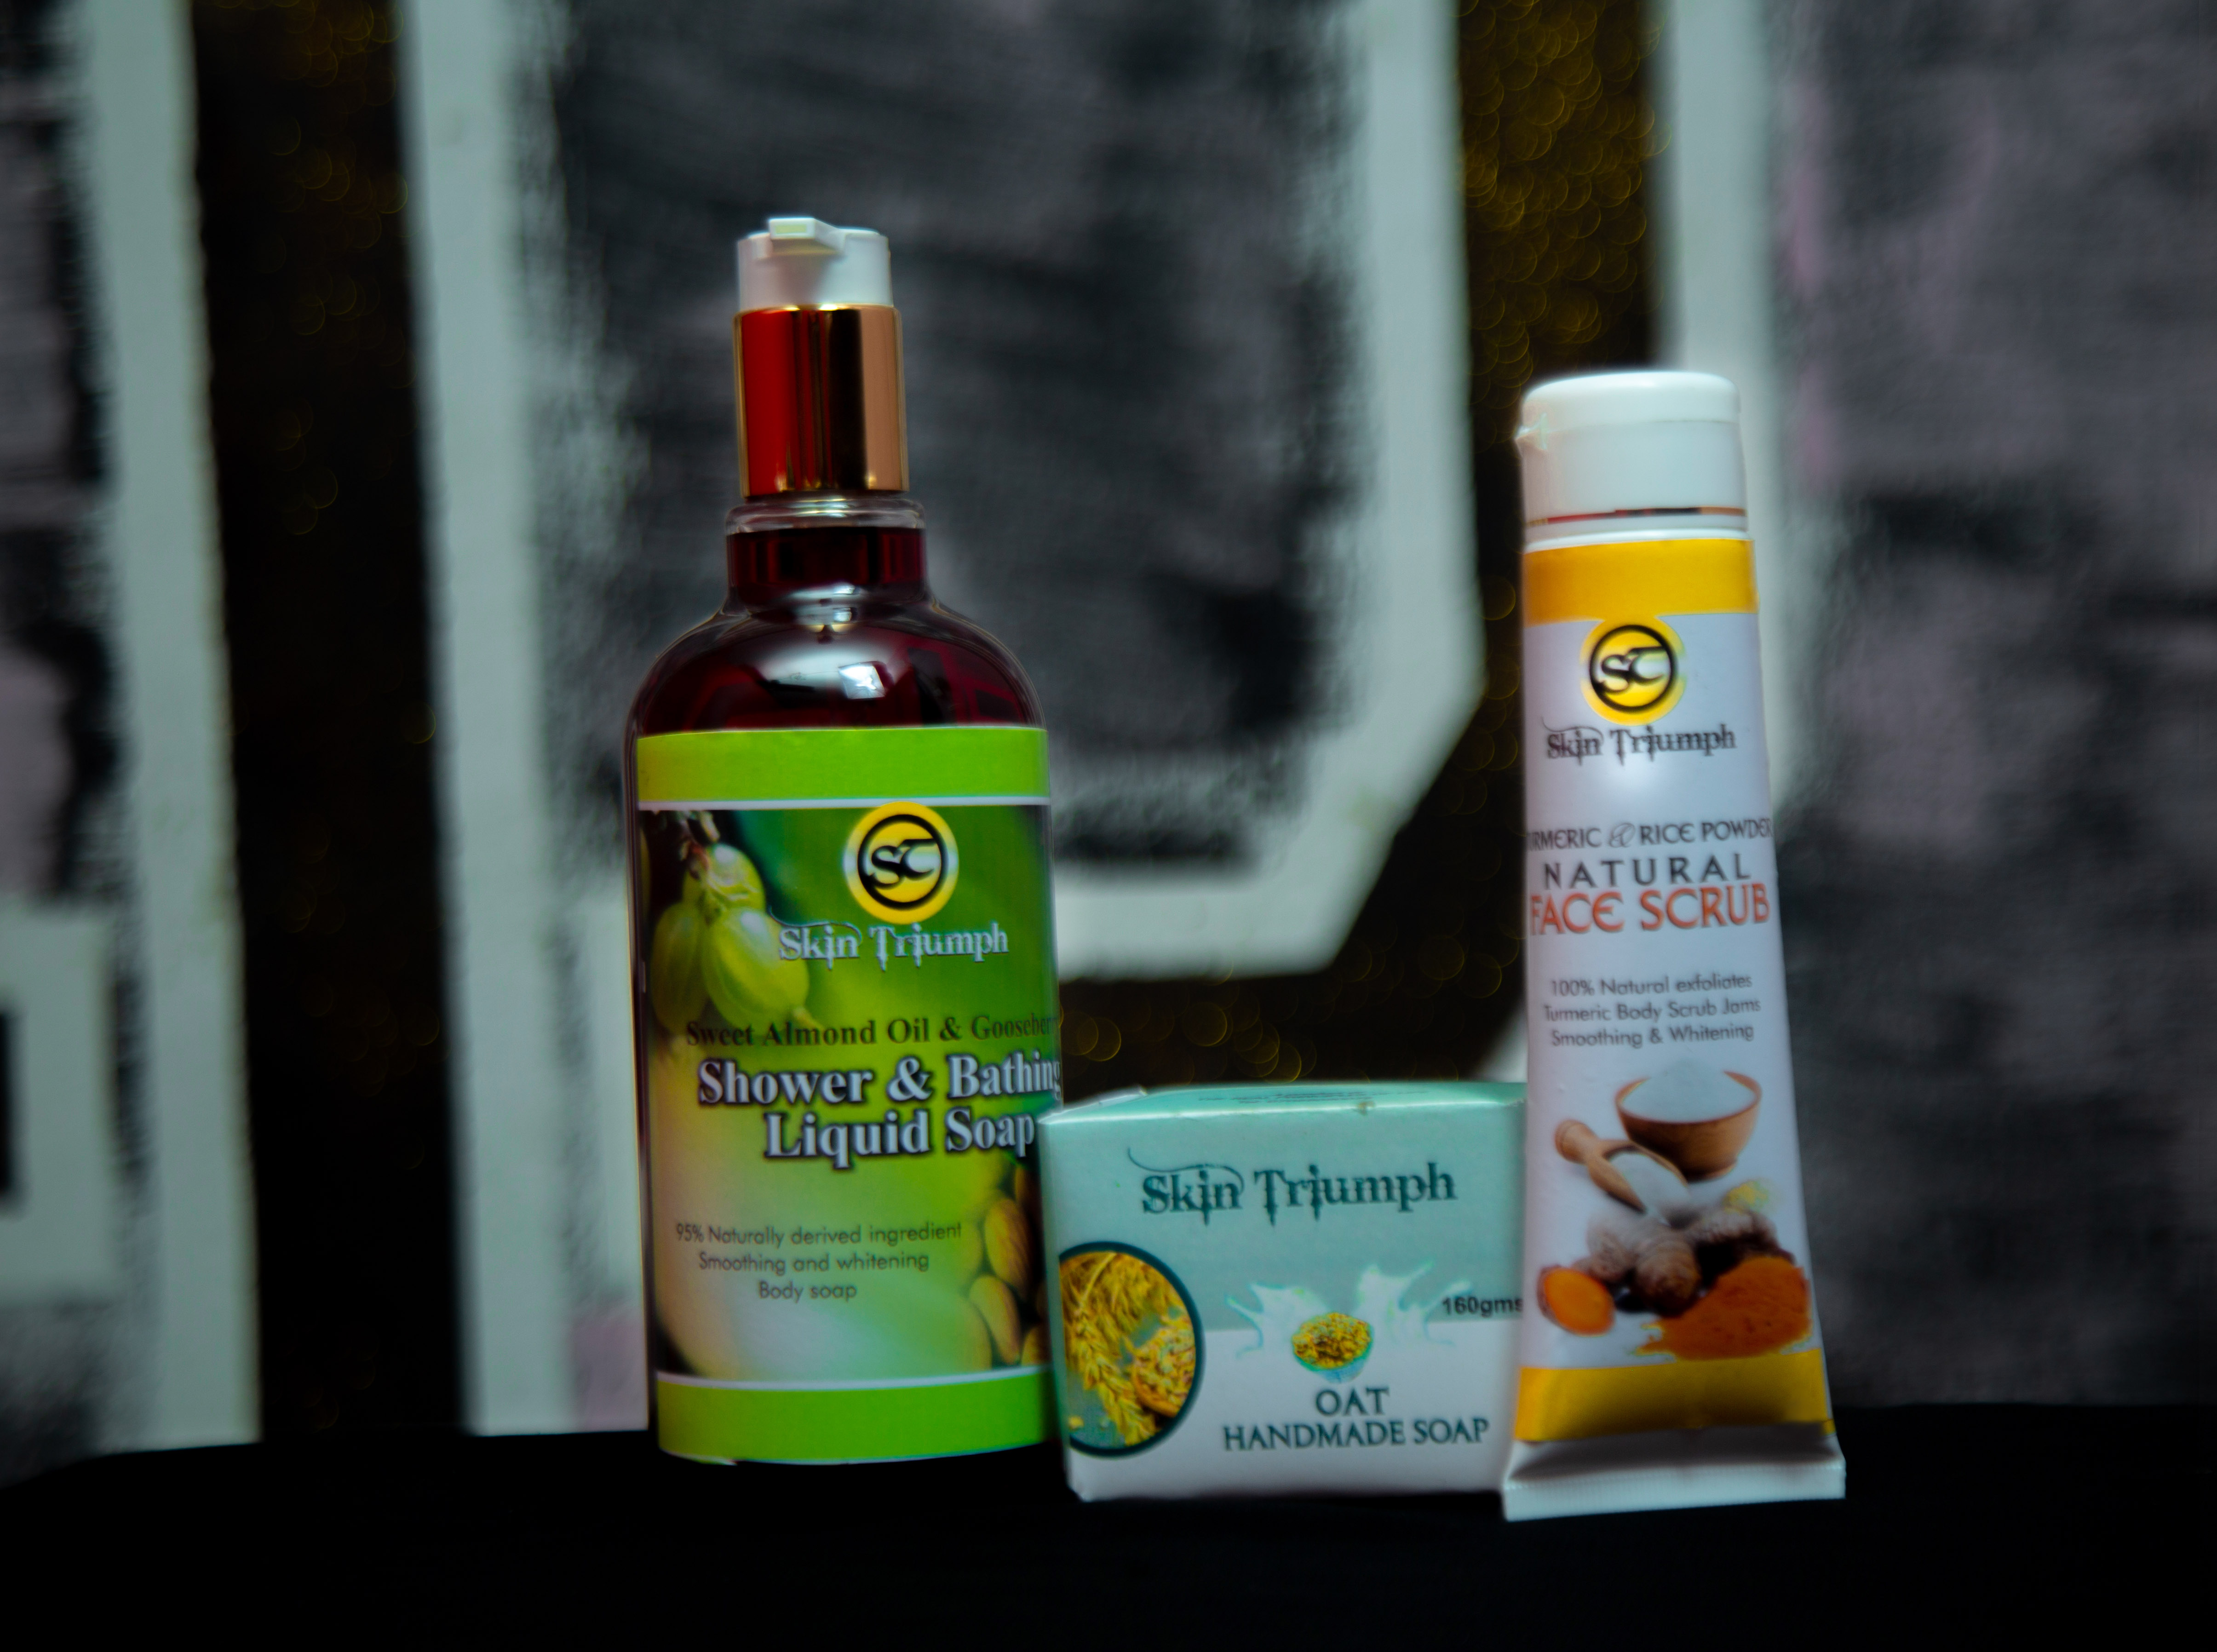 SC
Skin Triumph
Sweet Almond Oil & Gooseber
Shower & Bathing
Liquid Soap
95% Naturally derived ingredient
Smoothing and whitening
Body soap
Skin Triumph
160gms
OAT
HANDMADE SOAP
SC
Skin Triumph
RMERIC & RICE POWDER
NATURAL
FACE SCRUB
100% Natural exfoliates
Turmeric Body Scrub Jams
Smoothing & Whitening